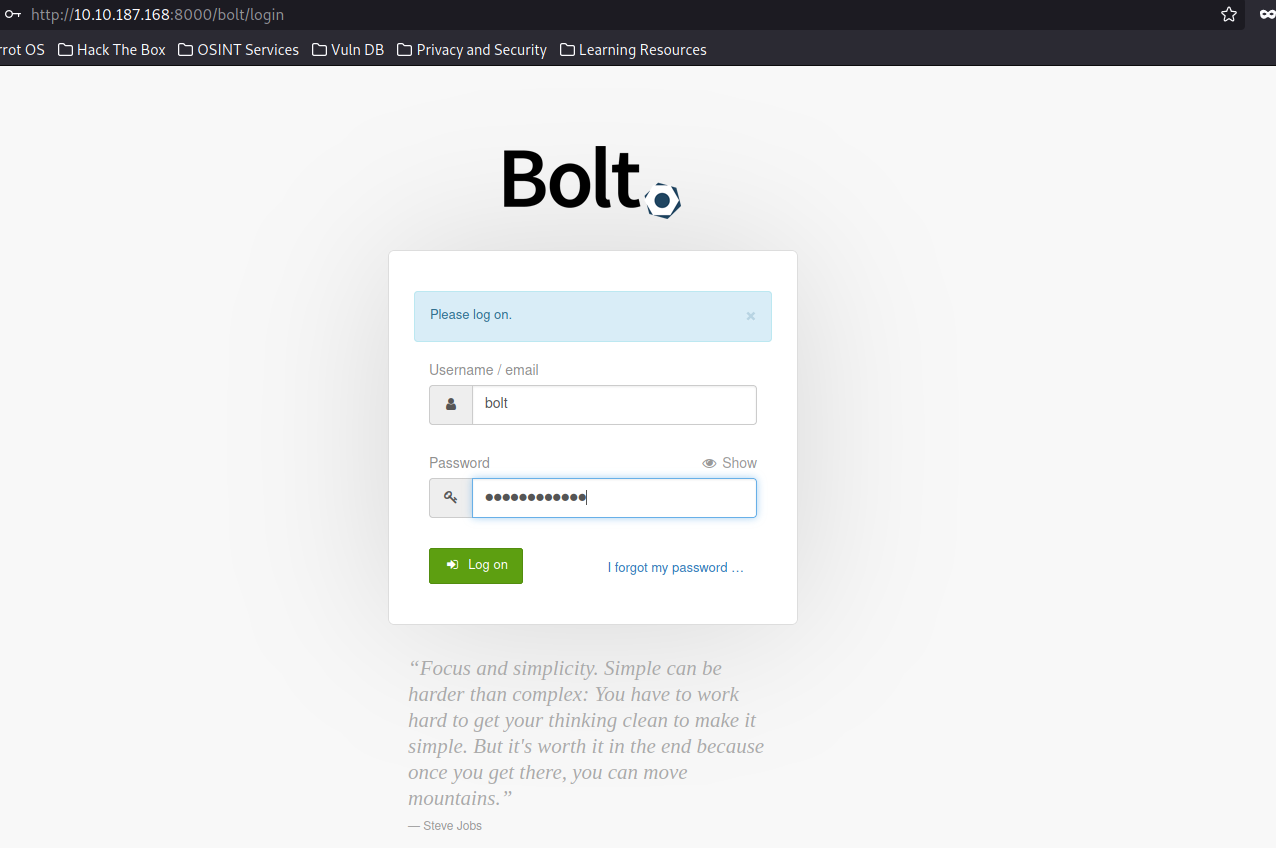 http://10.10.187.168:8000/bolt/login
rot OS Hack The Box OSINT Services Vuln DB Privacy and Security Learning Resources
Bolt
Please log on. ×
Username / email
bolt
Password Show
••••••••••••
Log on I forgot my password …
“Focus and simplicity. Simple can be
harder than complex: You have to work
hard to get your thinking clean to make it
simple. But it's worth it in the end because
once you get there, you can move
mountains.”
— Steve Jobs